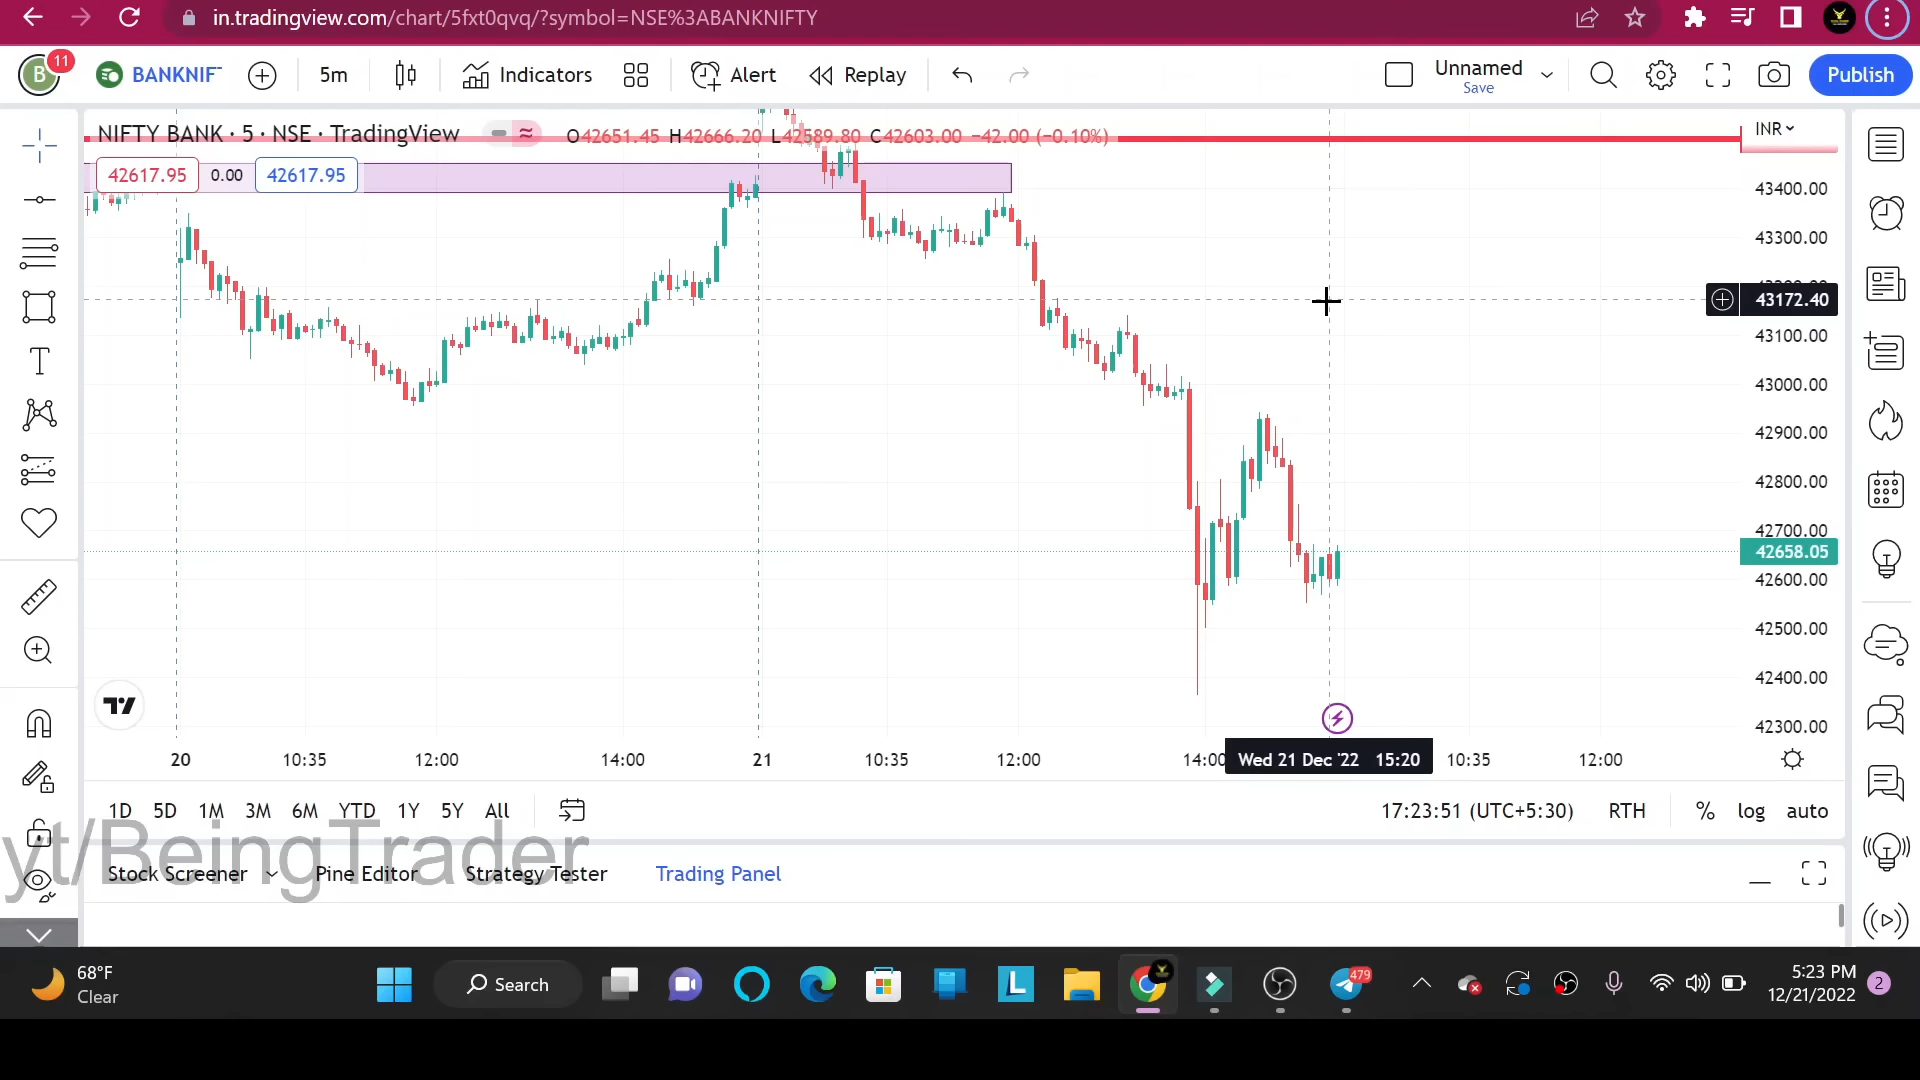 in.tradingview.com/chart/5fxt0qvq/?symbol=NSE%3ABANKNIFTY
B 11 BANKNIF 5m Indicators Alert Replay Unnamed Save Publish
NIFTY BANK · 5 · NSE · TradingView O42651.45 H42666.20 L42589.80 C42603.00 −42.00 (−0.10%) INR
42617.95 0.00 42617.95
43400.00
43300.00
43172.40
43100.00
43000.00
42900.00
42800.00
42700.00
42658.05
42600.00
42500.00
42400.00
42300.00
20 10:35 12:00 14:00 21 10:35 12:00 14:00 Wed 21 Dec '22 15:20 10:35 12:00
1D 5D 1M 3M 6M YTD 1Y 5Y All 17:23:51 (UTC+5:30) RTH % log auto
yt/BeingTrader
Stock Screener Pine Editor Strategy Tester Trading Panel
68°F
Clear
Search
L
479
5:23 PM
12/21/2022
2